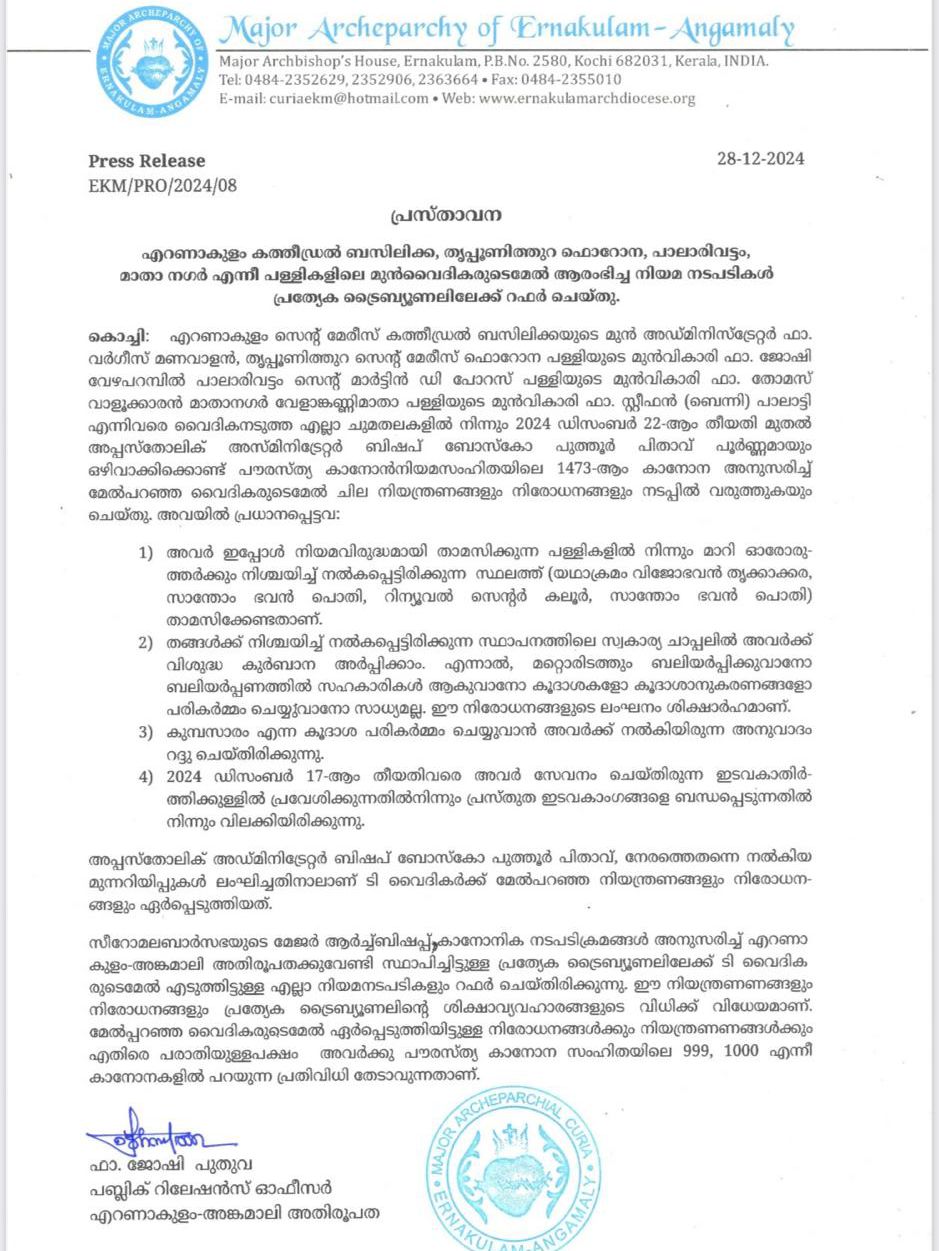 Major Archeparchy of Ernakulam-Angamaly
Major Archbishop's House, Ernakulam, P.B.No. 2580, Kochi 682031, Kerala, INDIA.
Tel: 0484-2352629, 2352906, 2363664 • Fax: 0484-2355010
E-mail: curiaekm@hotmail.com • Web: www.ernakulamarchdiocese.org
MAJOR ARCHEPARCHY OF ERNAKULAM-ANGAMALY
Press Release
28-12-2024
EKM/PRO/2024/08
പ്രസ്താവന
എറണാകുളം കത്തീഡ്രൽ ബസിലിക്ക, തൃപ്പൂണിത്തുറ ഫൊറോന, പാലാരിവട്ടം,
മാതാ നഗർ എന്നീ പള്ളികളിലെ മുൻവൈദികരുടെമേൽ ആരംഭിച്ച നിയമ നടപടികൾ
പ്രത്യേക ട്രൈബ്യൂണലിലേക്ക് റഫർ ചെയ്തു.
കൊച്ചി: എറണാകുളം സെന്റ് മേരീസ് കത്തീഡ്രൽ ബസിലിക്കയുടെ മുൻ അഡ്മിനിസ്ട്രേറ്റർ ഫാ.
വർഗീസ് മണവാളൻ, തൃപ്പൂണിത്തുറ സെന്റ് മേരീസ് ഫൊറോന പള്ളിയുടെ മുൻവികാരി ഫാ. ജോഷി
വേഴപറമ്പിൽ പാലാരിവട്ടം സെന്റ് മാർട്ടിൻ ഡി പോറസ് പള്ളിയുടെ മുൻവികാരി ഫാ. തോമസ്
വാളൂക്കാരൻ മാതാനഗർ വേളാങ്കണ്ണിമാതാ പള്ളിയുടെ മുൻവികാരി ഫാ. സ്റ്റീഫൻ (ബെന്നി) പാലാട്ടി
എന്നിവരെ വൈദികനടുത്ത എല്ലാ ചുമതലകളിൽ നിന്നും 2024 ഡിസംബർ 22-ആം തീയതി മുതൽ
അപ്പസ്തോലിക് അസ്മിനിട്രേറ്റർ ബിഷപ് ബോസ്കോ പുത്തൂർ പിതാവ് പൂർണ്ണമായും
ഒഴിവാക്കിക്കൊണ്ട് പൗരസ്ത്യ കാനോൻനിയമസംഹിതയിലെ 1473-ആം കാനോന അനുസരിച്ച്
മേൽപറഞ്ഞ വൈദികരുടെമേൽ ചില നിയന്ത്രണങ്ങളും നിരോധനങ്ങളും നടപ്പിൽ വരുത്തുകയും
ചെയ്തു. അവയിൽ പ്രധാനപ്പെട്ടവ:
1) അവർ ഇപ്പോൾ നിയമവിരുദ്ധമായി താമസിക്കുന്ന പള്ളികളിൽ നിന്നും മാറി ഓരോരു-
ത്തർക്കും നിശ്ചയിച്ച് നൽകപ്പെട്ടിരിക്കുന്ന സ്ഥലത്ത് (യഥാക്രമം വിജോഭവൻ തൃക്കാക്കര,
സാന്തോം ഭവൻ പൊതി, റിന്യൂവൽ സെന്റർ കലൂർ, സാന്തോം ഭവൻ പൊതി)
താമസിക്കേണ്ടതാണ്.
2) തങ്ങൾക്ക് നിശ്ചയിച്ച് നൽകപ്പെട്ടിരിക്കുന്ന സ്ഥാപനത്തിലെ സ്വകാര്യ ചാപ്പലിൽ അവർക്ക്
വിശുദ്ധ കുർബാന അർപ്പിക്കാം. എന്നാൽ, മറ്റൊരിടത്തും ബലിയർപ്പിക്കുവാനോ
ബലിയർപ്പണത്തിൽ സഹകാരികൾ ആകുവാനോ കൂദാശകളോ കൂദാശാനുകരണങ്ങളോ
പരികർമ്മം ചെയ്യുവാനോ സാധ്യമല്ല. ഈ നിരോധനങ്ങളുടെ ലംഘനം ശിക്ഷാർഹമാണ്.
3) കുമ്പസാരം എന്ന കൂദാശ പരികർമ്മം ചെയ്യുവാൻ അവർക്ക് നൽകിയിരുന്ന അനുവാദം
റദ്ദു ചെയ്തിരിക്കുന്നു.
4) 2024 ഡിസംബർ 17-ആം തീയതിവരെ അവർ സേവനം ചെയ്തിരുന്ന ഇടവകാതിർ-
ത്തിക്കുള്ളിൽ പ്രവേശിക്കുന്നതിൽനിന്നും പ്രസ്തുത ഇടവകാംഗങ്ങളെ ബന്ധപ്പെടുന്നതിൽ
നിന്നും വിലക്കിയിരിക്കുന്നു.
അപ്പസ്തോലിക് അഡ്മിനിട്രേറ്റർ ബിഷപ് ബോസ്കോ പുത്തൂർ പിതാവ്, നേരത്തെതന്നെ നൽകിയ
മുന്നറിയിപ്പുകൾ ലംഘിച്ചതിനാലാണ് ടി വൈദികർക്ക് മേൽപറഞ്ഞ നിയന്ത്രണങ്ങളും നിരോധന-
ങ്ങളും ഏർപ്പെടുത്തിയത്.
സീറോമലബാർസഭയുടെ മേജർ ആർച്ച്ബിഷപ്പ്, കാനോനിക നടപടിക്രമങ്ങൾ അനുസരിച്ച് എറണാ
കുളം-അങ്കമാലി അതിരൂപതക്കുവേണ്ടി സ്ഥാപിച്ചിട്ടുള്ള പ്രത്യേക ട്രൈബ്യൂണലിലേക്ക് ടി വൈദിക
രുടെമേൽ എടുത്തിട്ടുള്ള എല്ലാ നിയമനടപടികളും റഫർ ചെയ്തിരിക്കുന്നു. ഈ നിയന്ത്രണണങ്ങളും
നിരോധനങ്ങളും പ്രത്യേക ട്രൈബ്യൂണലിന്റെ ശിക്ഷാവ്യവഹാരങ്ങളുടെ വിധിക്ക് വിധേയമാണ്.
മേൽപ്പറഞ്ഞ വൈദികരുടെമേൽ ഏർപ്പെടുത്തിയിട്ടുള്ള നിരോധനങ്ങൾക്കും നിയന്ത്രണണങ്ങൾക്കും
എതിരെ പരാതിയുള്ളപക്ഷം അവർക്കു പൗരസ്ത്യ കാനോന സംഹിതയിലെ 999, 1000 എന്നീ
കാനോനകളിൽ പറയുന്ന പ്രതിവിധി തേടാവുന്നതാണ്.
ഫാ. ജോഷി പുതുവ
പബ്ലിക് റിലേഷൻസ് ഓഫീസർ
എറണാകുളം-അങ്കമാലി അതിരൂപത
MAJOR ARCHEPARCHIAL CURIA
ERNAKULAM-ANGAMALY